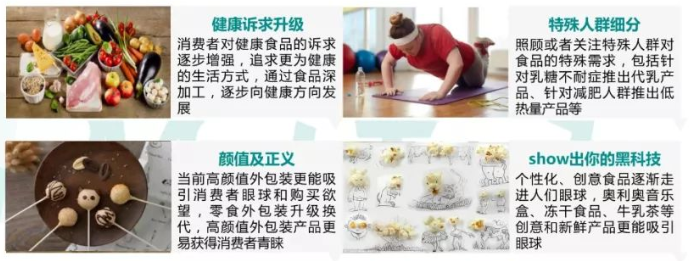 健康诉求升级
消费者对健康食品的诉求
逐步增强，追求更为健康
的生活方式，通过食品深
加工，逐步向健康方向发
展
特殊人群细分
照顾或者关注特殊人群对
食品的特殊需求，包括针
对乳糖不耐症推出代乳产
品、针对减肥人群推出低
热量产品等
颜值及正义
当前高颜值外包装更能吸
引消费者眼球和购买欲
望，零食外包装升级换
代，高颜值外包装产品更
易获得消费者青睐
show出你的黑科技
个性化、创意食品逐渐走
进人们眼球，奥利奥音乐
盒、冻干食品、牛乳茶等
创意和新鲜产品更能吸引
眼球